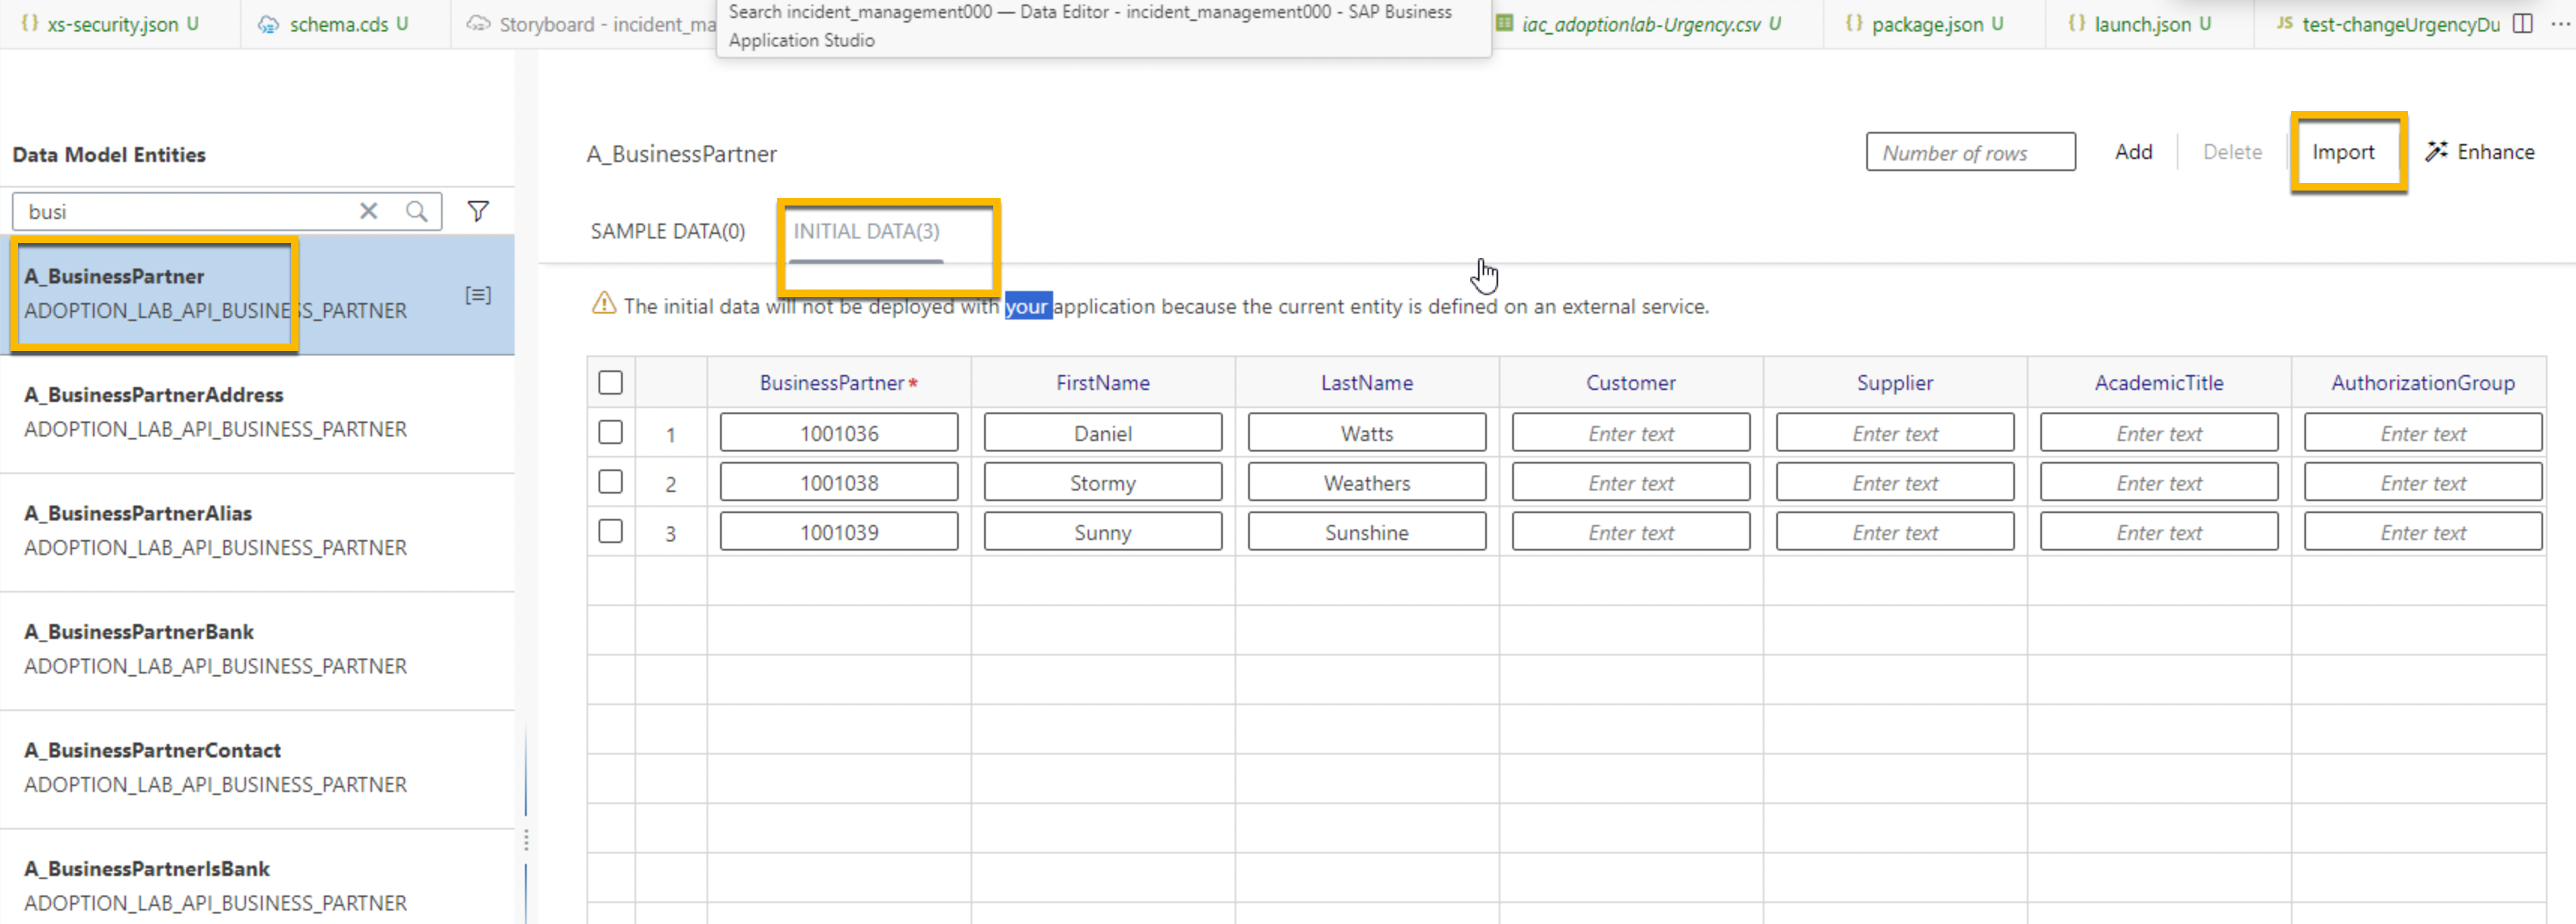 xs-security.json U
schema.cds U
Storyboard - incident_ma
Search incident_management000 — Data Editor - incident_management000 - SAP Business
Application Studio
iac_adoptionlab-Urgency.csv U
{} package.json U
{} launch.json U
JS test-changeUrgencyDu
Data Model Entities
busi
A_BusinessPartner
ADOPTION_LAB_API_BUSINESS_PARTNER
A_BusinessPartnerAddress
ADOPTION_LAB_API_BUSINESS_PARTNER
A_BusinessPartnerAlias
ADOPTION_LAB_API_BUSINESS_PARTNER
A_BusinessPartnerBank
ADOPTION_LAB_API_BUSINESS_PARTNER
A_BusinessPartnerContact
ADOPTION_LAB_API_BUSINESS_PARTNER
A_BusinessPartnerIsBank
ADOPTION_LAB_API_BUSINESS_PARTNER
A_BusinessPartner
Number of rows Add Delete Import Enhance
SAMPLE DATA(0) INITIAL DATA(3)
The initial data will not be deployed with your application because the current entity is defined on an external service.
BusinessPartner* FirstName LastName Customer Supplier AcademicTitle AuthorizationGroup
1 1001036 Daniel Watts Enter text Enter text Enter text Enter text
2 1001038 Stormy Weathers Enter text Enter text Enter text Enter text
3 1001039 Sunny Sunshine Enter text Enter text Enter text Enter text